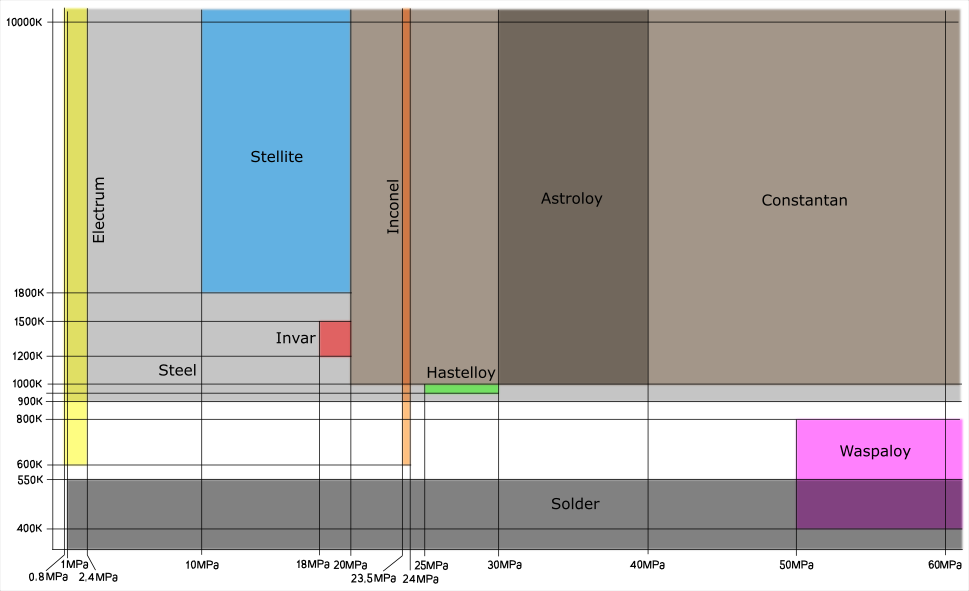 10000K
Stellite
Electrum
Inconel
Astroloy
Constantan
1800K
1500K
Invar
1200K
Steel
Hastelloy
1000K
900K
800K
Waspaloy
600K
550K
Solder
400K
1MPa 10MPa 18MPa 20MPa 25MPa 30MPa 40MPa 50MPa 60MPa
0.8MPa 2.4MPa 23.5MPa 24MPa